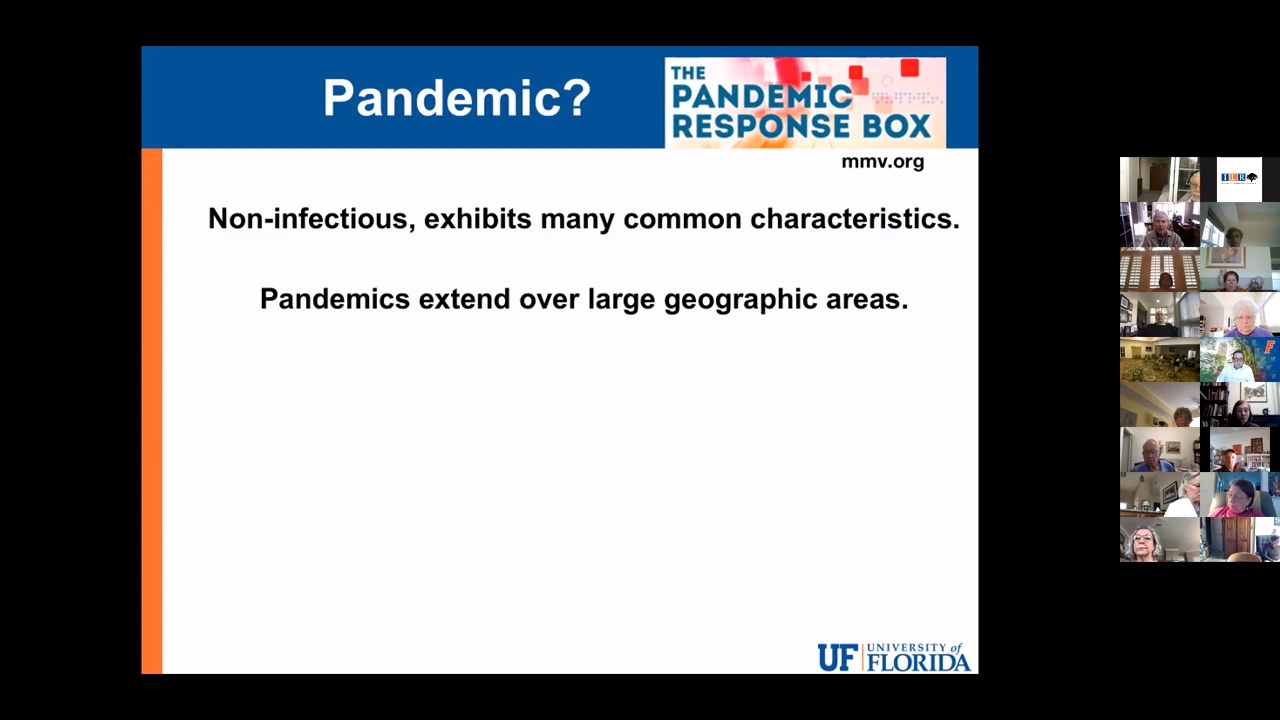 Pandemic?
THE
PANDEMIC
RESPONSE BOX
mmv.org
Non-infectious, exhibits many common characteristics.
Pandemics extend over large geographic areas.
UF UNIVERSITY of
FLORIDA
ILR
F